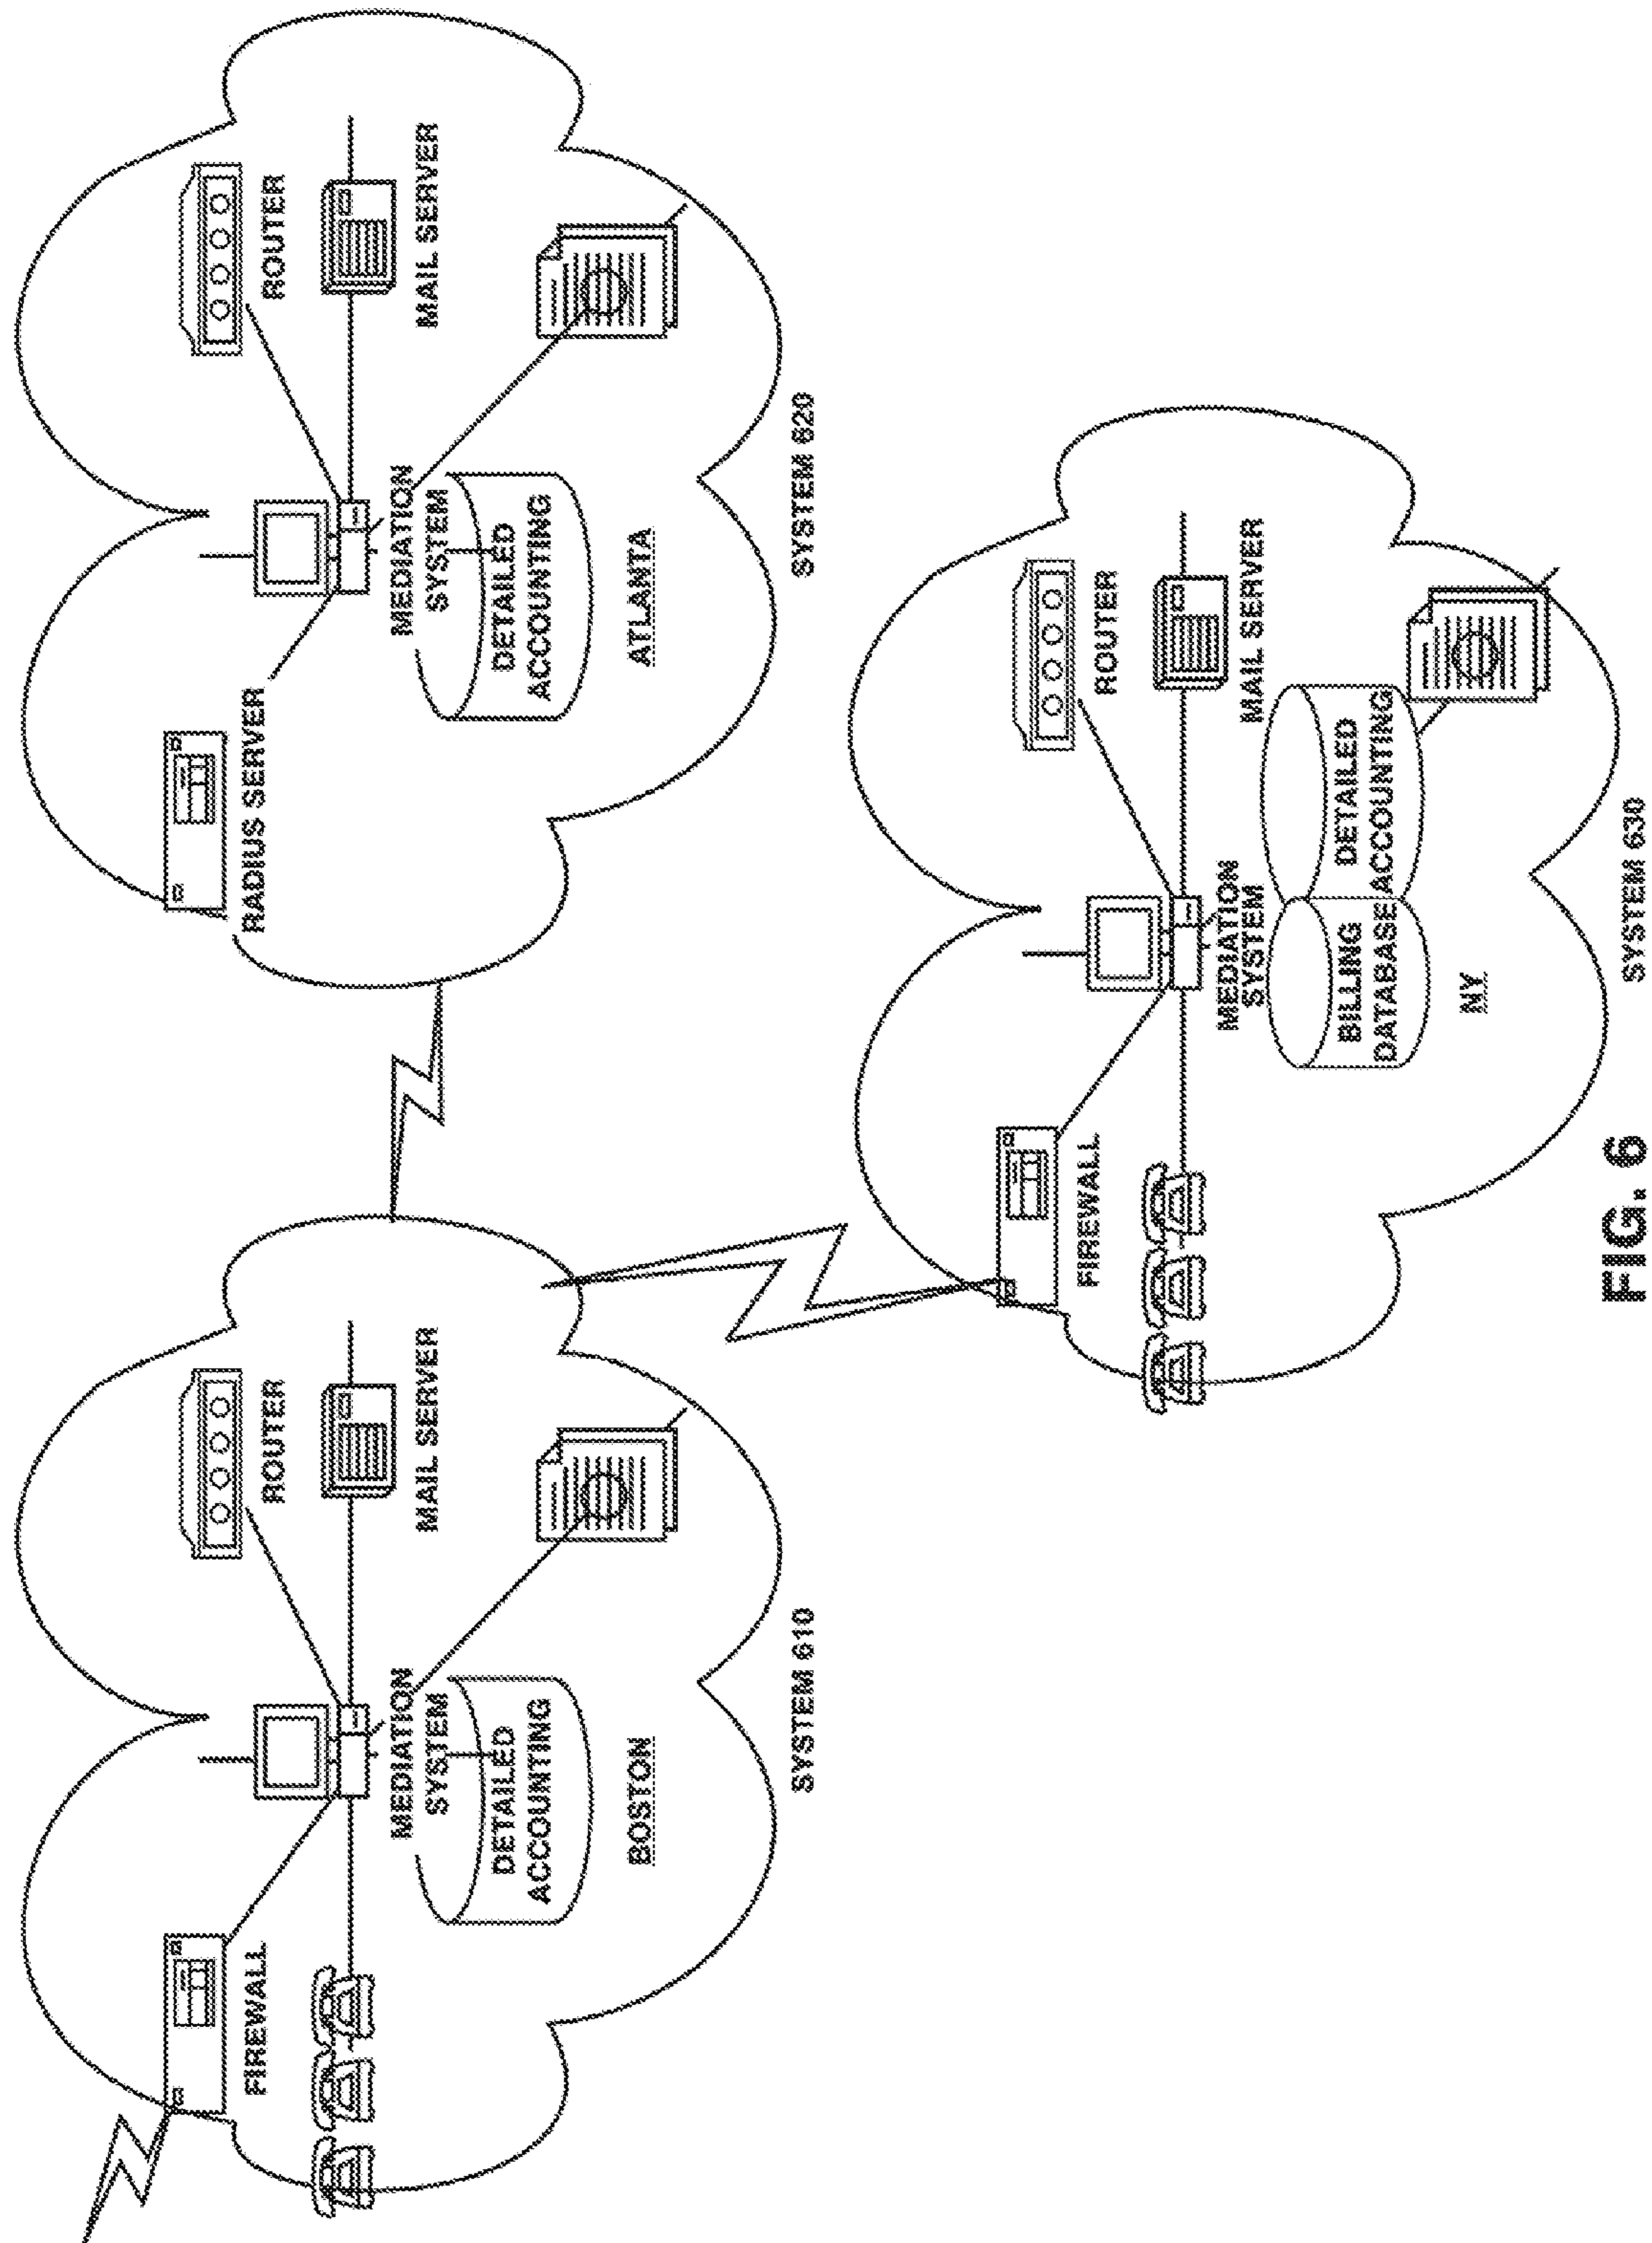 FIREWALL
ROUTER
MAIL SERVER
MEDIATION
SYSTEM
DETAILED
ACCOUNTING
BOSTON
SYSTEM 610
RADIUS SERVER
ROUTER
MAIL SERVER
MEDIATION
SYSTEM
DETAILED
ACCOUNTING
ATLANTA
SYSTEM 620
FIREWALL
ROUTER
MAIL SERVER
MEDIATION
SYSTEM
BILLING
DATABASE
DETAILED
ACCOUNTING
NY
SYSTEM 630
FIG. 6